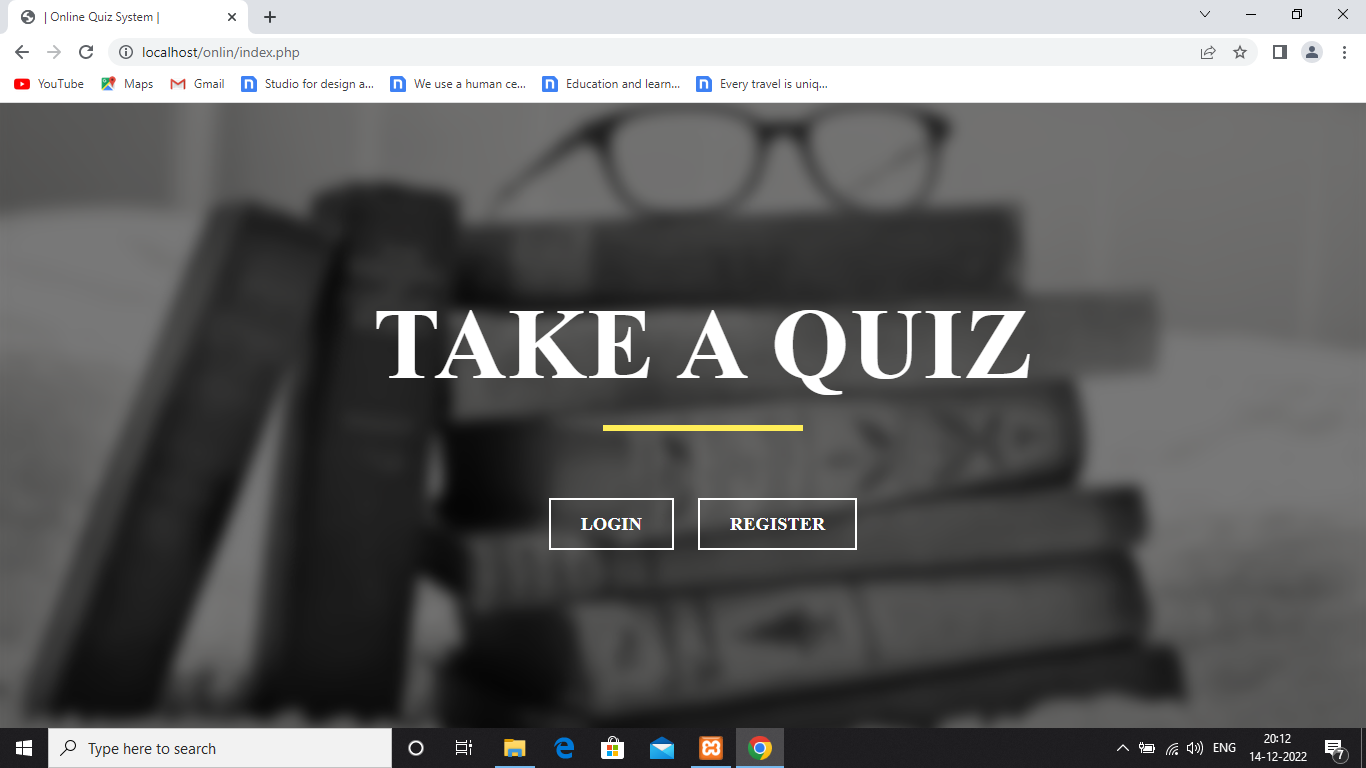 | Online Quiz System |
localhost/onlin/index.php
YouTube Maps Gmail Studio for design a... We use a human ce... Education and learn... Every travel is uniq...
TAKE A QUIZ
LOGIN REGISTER
Type here to search
ENG
20:12
14-12-2022
7